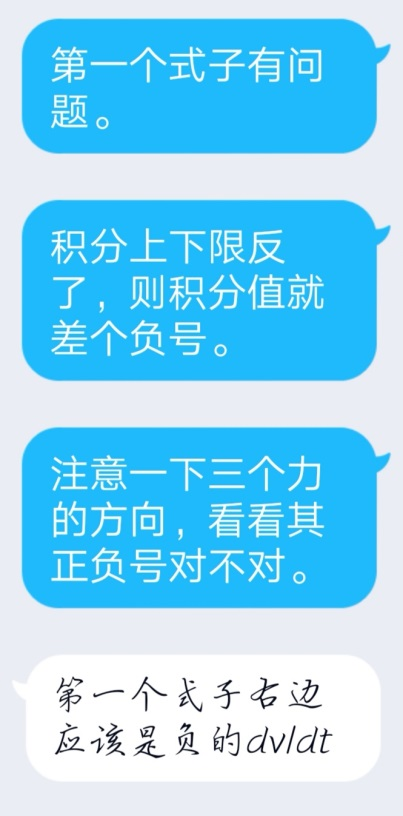 第一个式子有问
题。
积分上下限反
了，则积分值就
差个负号。
注意一下三个力
的方向，看看其
正负号对不对。
第一个式子右边
应该是负的dv/dt